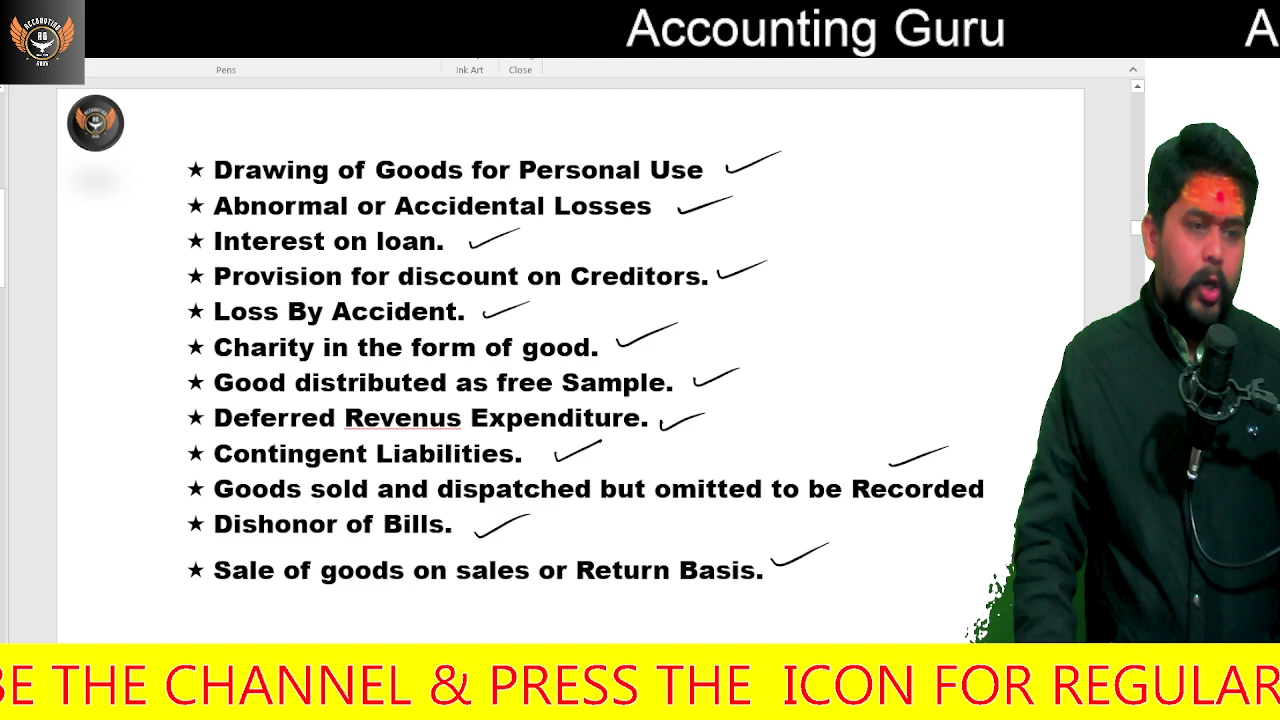 Accounting Guru A
ACCOUNTING
AG
GURU
Pens Ink Art Close
★ Drawing of Goods for Personal Use
★ Abnormal or Accidental Losses
★ Interest on loan.
★ Provision for discount on Creditors.
★ Loss By Accident.
★ Charity in the form of good.
★ Good distributed as free Sample.
★ Deferred Revenus Expenditure.
★ Contingent Liabilities.
★ Goods sold and dispatched but omitted to be Recorded
★ Dishonor of Bills.
★ Sale of goods on sales or Return Basis.
BE THE CHANNEL & PRESS THE ICON FOR REGULAR